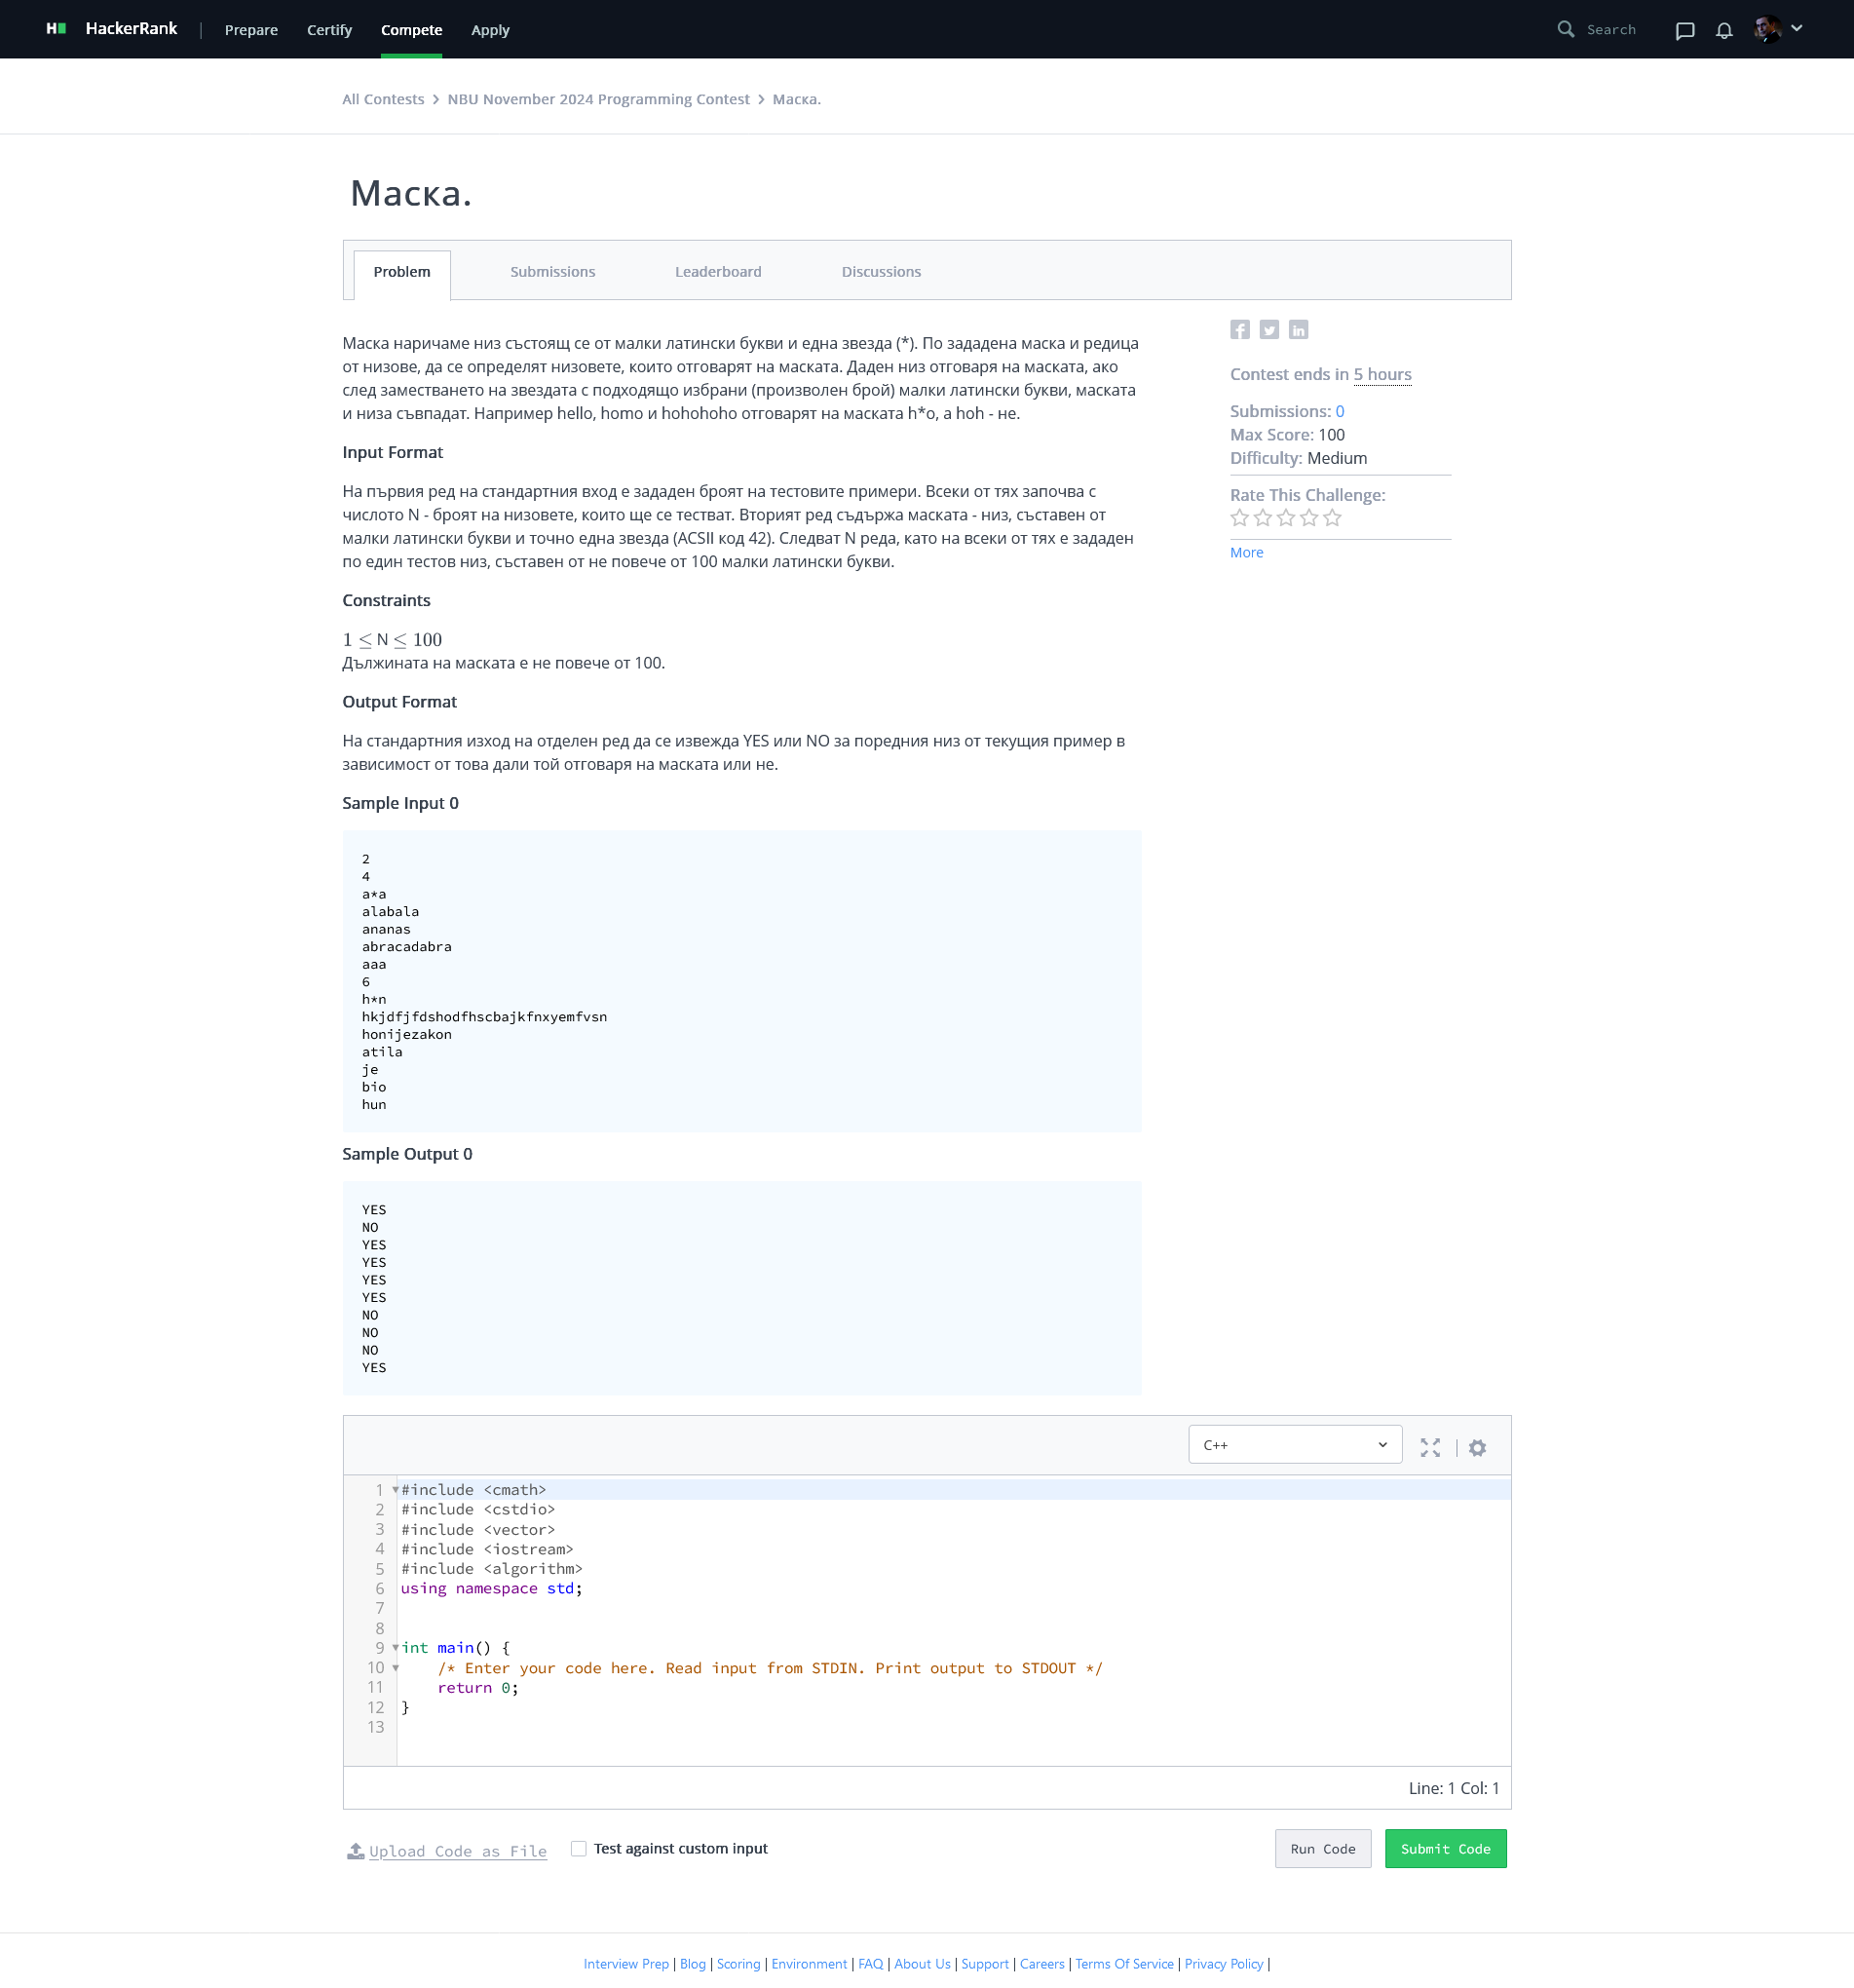 HackerRank | Prepare Certify Compete Apply Search
All Contests > NBU November 2024 Programming Contest > Маска.
Маска.
Problem Submissions Leaderboard Discussions
Маска наричаме низ състоящ се от малки латински букви и една звезда (*). По зададена маска и редица
от низове, да се определят низовете, които отговарят на маската. Даден низ отговаря на маската, ако
след заместването на звездата с подходящо избрани (произволен брой) малки латински букви, маската
и низа съвпадат. Например hello, homo и hohohoho отговарят на маската h*o, а hoh - не.
Input Format
На първия ред на стандартния вход е зададен броят на тестовите примери. Всеки от тях започва с
числото N - броят на низовете, които ще се тестват. Вторият ред съдържа маската - низ, съставен от
малки латински букви и точно една звезда (ACSII код 42). Следват N реда, като на всеки от тях е зададен
по един тестов низ, съставен от не повече от 100 малки латински букви.
Constraints
1 ≤ N ≤ 100
Дължината на маската е не повече от 100.
Output Format
На стандартния изход на отделен ред да се извежда YES или NO за поредния низ от текущия пример в
зависимост от това дали той отговаря на маската или не.
Sample Input 0
2
4
a*a
alabala
ananas
abracadabra
aaa
6
h*n
hkjdfjfdshodfhscbajkfnxyemfvsn
honijezakon
atila
je
bio
hun
Sample Output 0
YES
NO
YES
YES
YES
YES
NO
NO
NO
YES
Contest ends in 5 hours
Submissions: 0
Max Score: 100
Difficulty: Medium
Rate This Challenge:
More
C++
1 #include <cmath>
2 #include <cstdio>
3 #include <vector>
4 #include <iostream>
5 #include <algorithm>
6 using namespace std;
7
8
9 int main() {
10 /* Enter your code here. Read input from STDIN. Print output to STDOUT */
11 return 0;
12 }
13
Line: 1 Col: 1
Upload Code as File Test against custom input Run Code Submit Code
Interview Prep | Blog | Scoring | Environment | FAQ | About Us | Support | Careers | Terms Of Service | Privacy Policy |